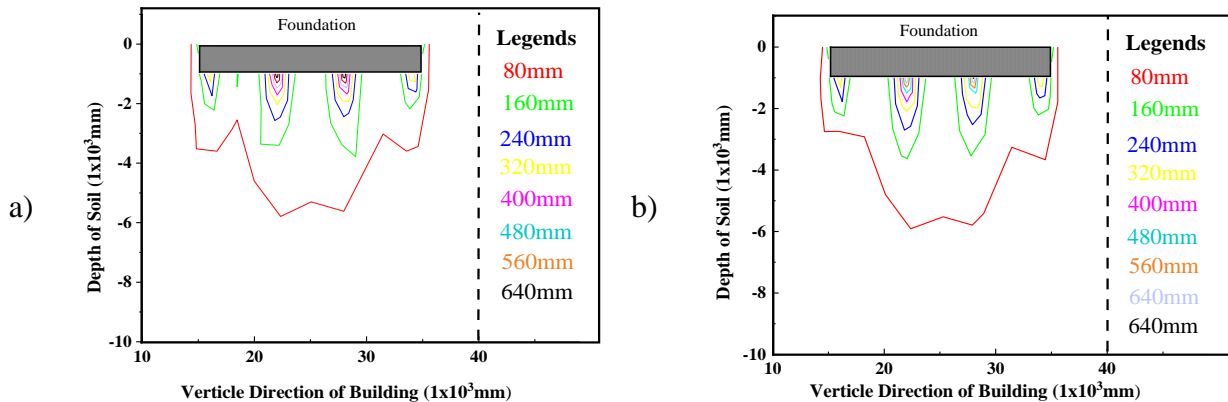 a)
Foundation
Legends
80mm
160mm
240mm
320mm
400mm
480mm
560mm
640mm
0
-2
-4
-6
-8
-10
10
20
30
40
Depth of Soil (1x10³mm)
Verticle Direction of Building (1x10³mm)
b)
Foundation
Legends
80mm
160mm
240mm
320mm
400mm
480mm
560mm
640mm
640mm
0
-2
-4
-6
-8
-10
10
20
30
40
Depth of Soil (1x10³mm)
Verticle Direction of Building (1x10³mm)